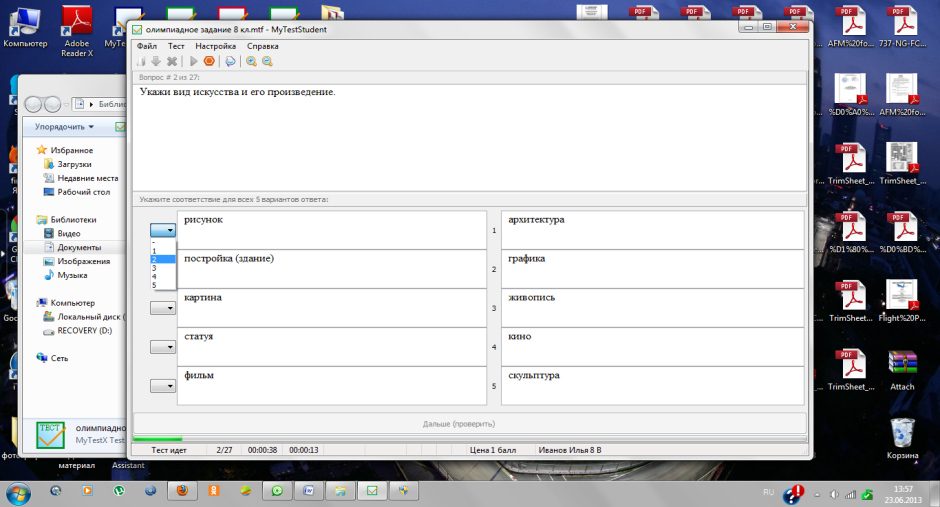 Компьютер
Adobe
Reader X
олимпиадное задание 8 кл.mtf - MyTestStudent
Файл Тест Настройка Справка
Вопрос # 2 из 27:
Укажи вид искусства и его произведение.
Укажите соответствие для всех 5 вариантов ответа:
рисунок
1 архитектура
-
1
2
3
4
5
постройка (здание)
2 графика
картина
3 живопись
статуя
4 кино
фильм
5 скульптура
Дальше (проверить)
Тест идет 2/27 00:00:38 00:00:13 Цена 1 балл Иванов Илья 8 В
Упорядочить
Избранное
Загрузки
Недавние места
Рабочий стол
Библиотеки
Видео
Документы
Изображения
Музыка
Компьютер
Локальный диск (
RECOVERY (D:)
Сеть
ТЕСТ
олимпиадно
MyTestX Test
материал
Assistant
PDF
AFM%20fo...
737-NG-FC...
%D0%A0%...
AFM%20fo...
TrimSheet_...
TrimSheet_...
%D1%80%...
%D0%BD%...
TrimSheet...
Flight%20P...
TrimSheet_...
Attach
Корзина
RU
13:57
23.06.2013